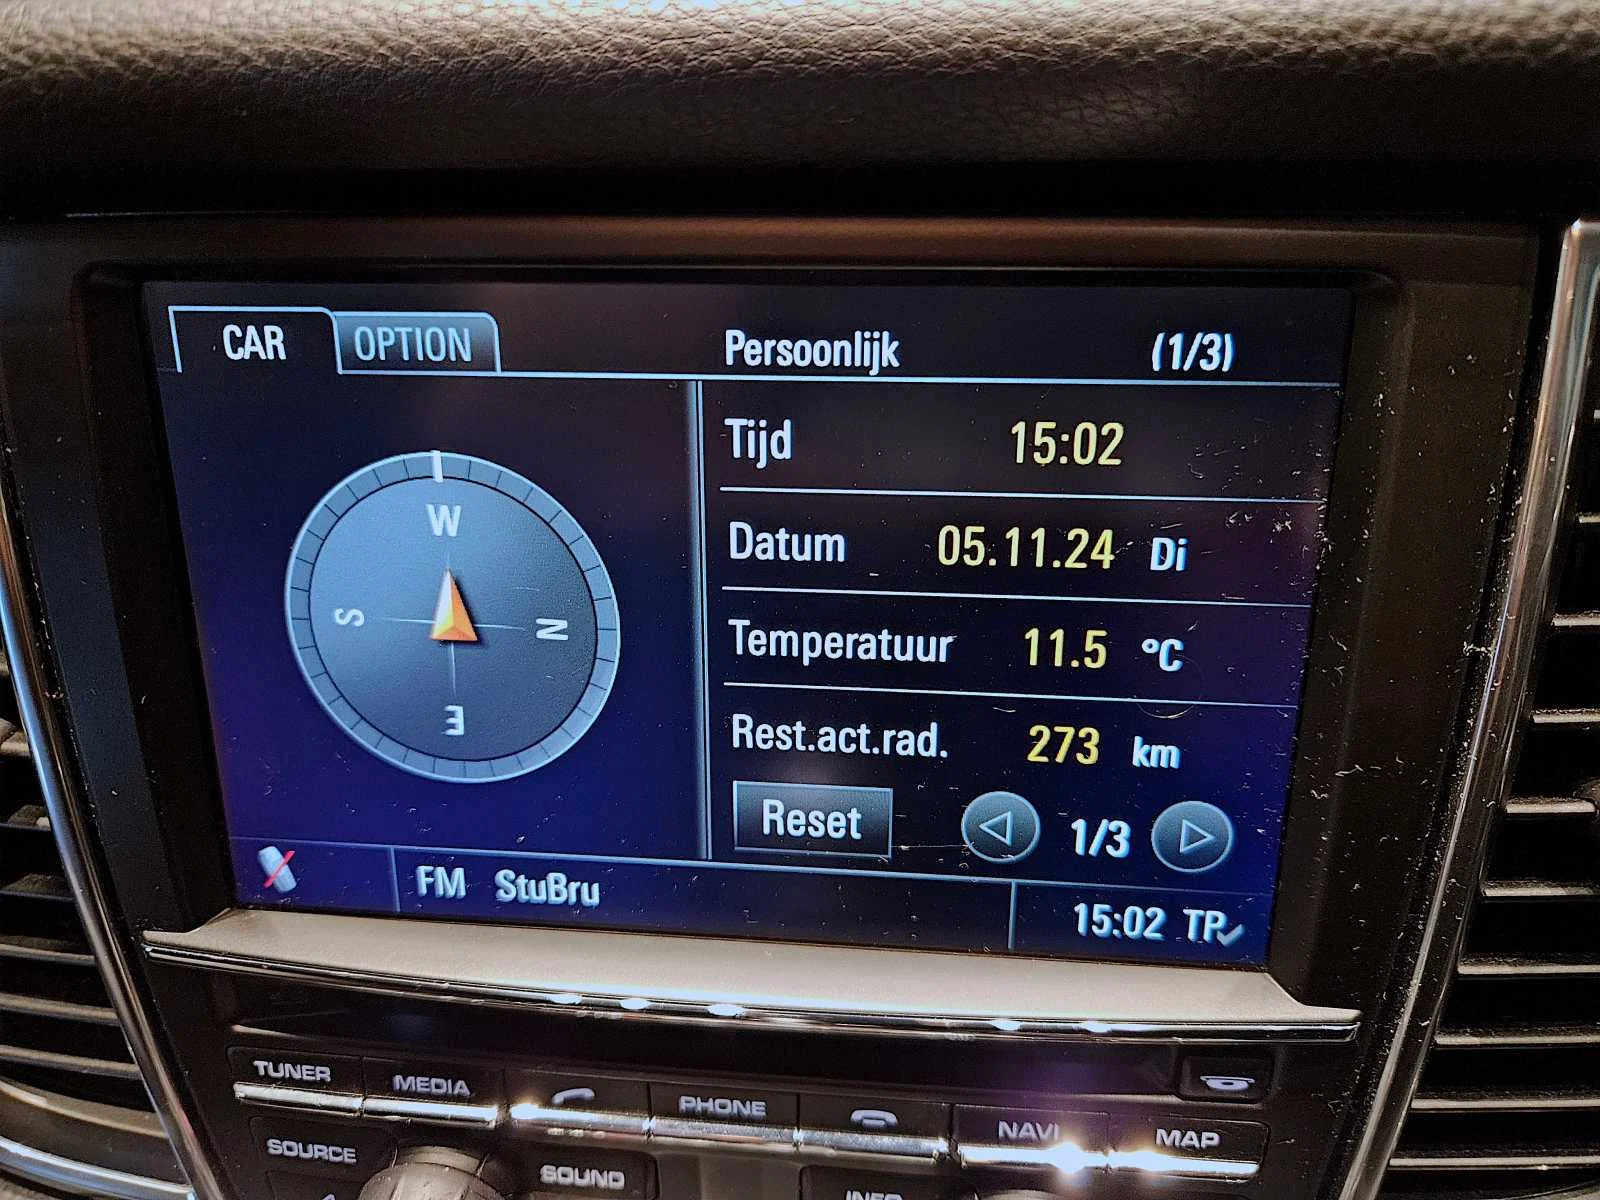 CAR OPTION Persoonlijk (1/3)
Tijd 15:02
Datum 05.11.24 Di
Temperatuur 11.5 °C
Rest.act.rad. 273 km
Reset 1/3
W
S N
E
FM StuBru 15:02 TP
TUNER MEDIA PHONE NAVI MAP
SOURCE SOUND INFO